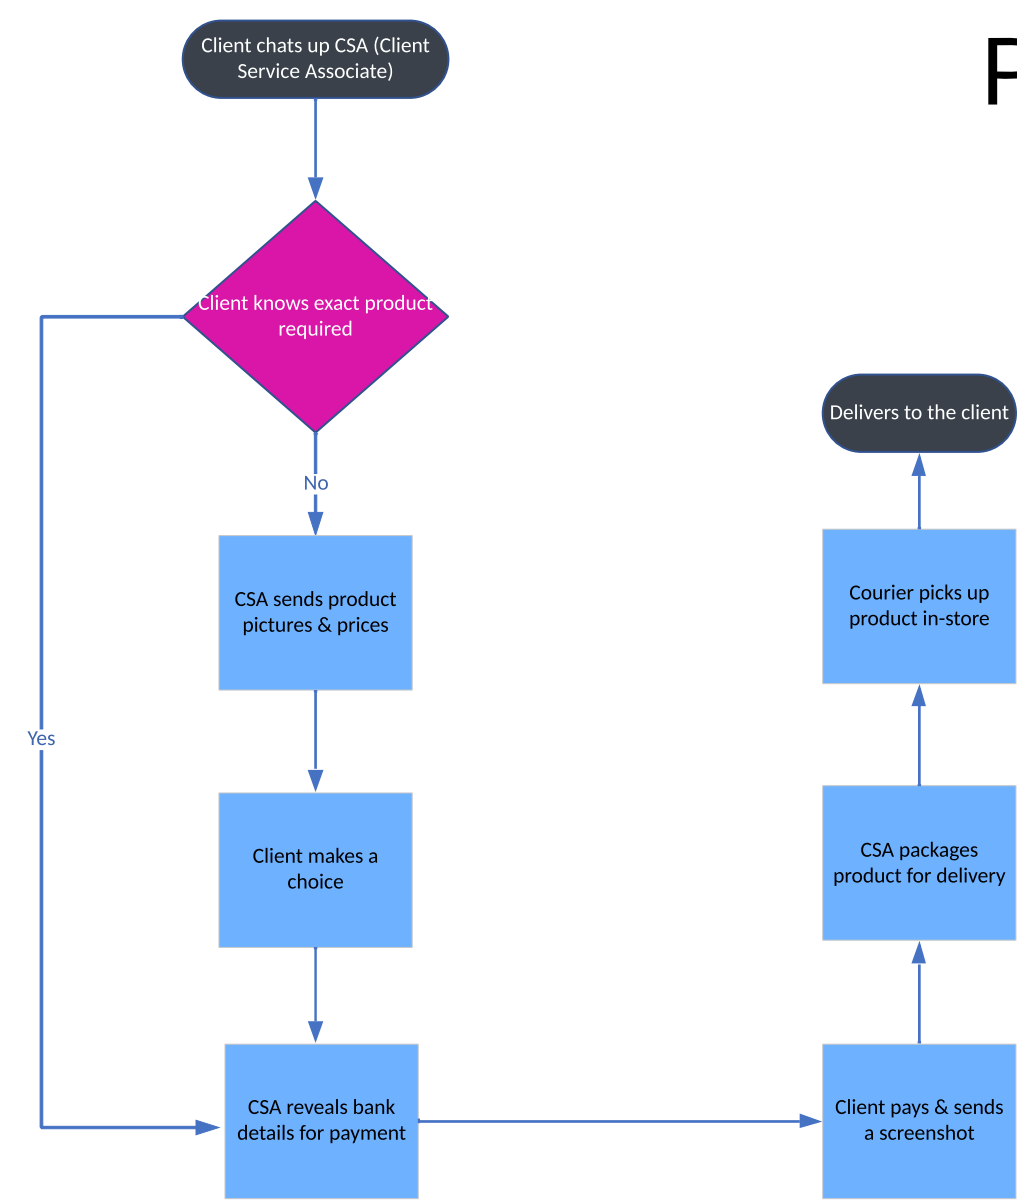 Client chats up CSA (Client
Service Associate)
P
Client knows exact product
required
No
Yes
CSA sends product
pictures & prices
Client makes a
choice
CSA reveals bank
details for payment
Client pays & sends
a screenshot
CSA packages
product for delivery
Courier picks up
product in-store
Delivers to the client